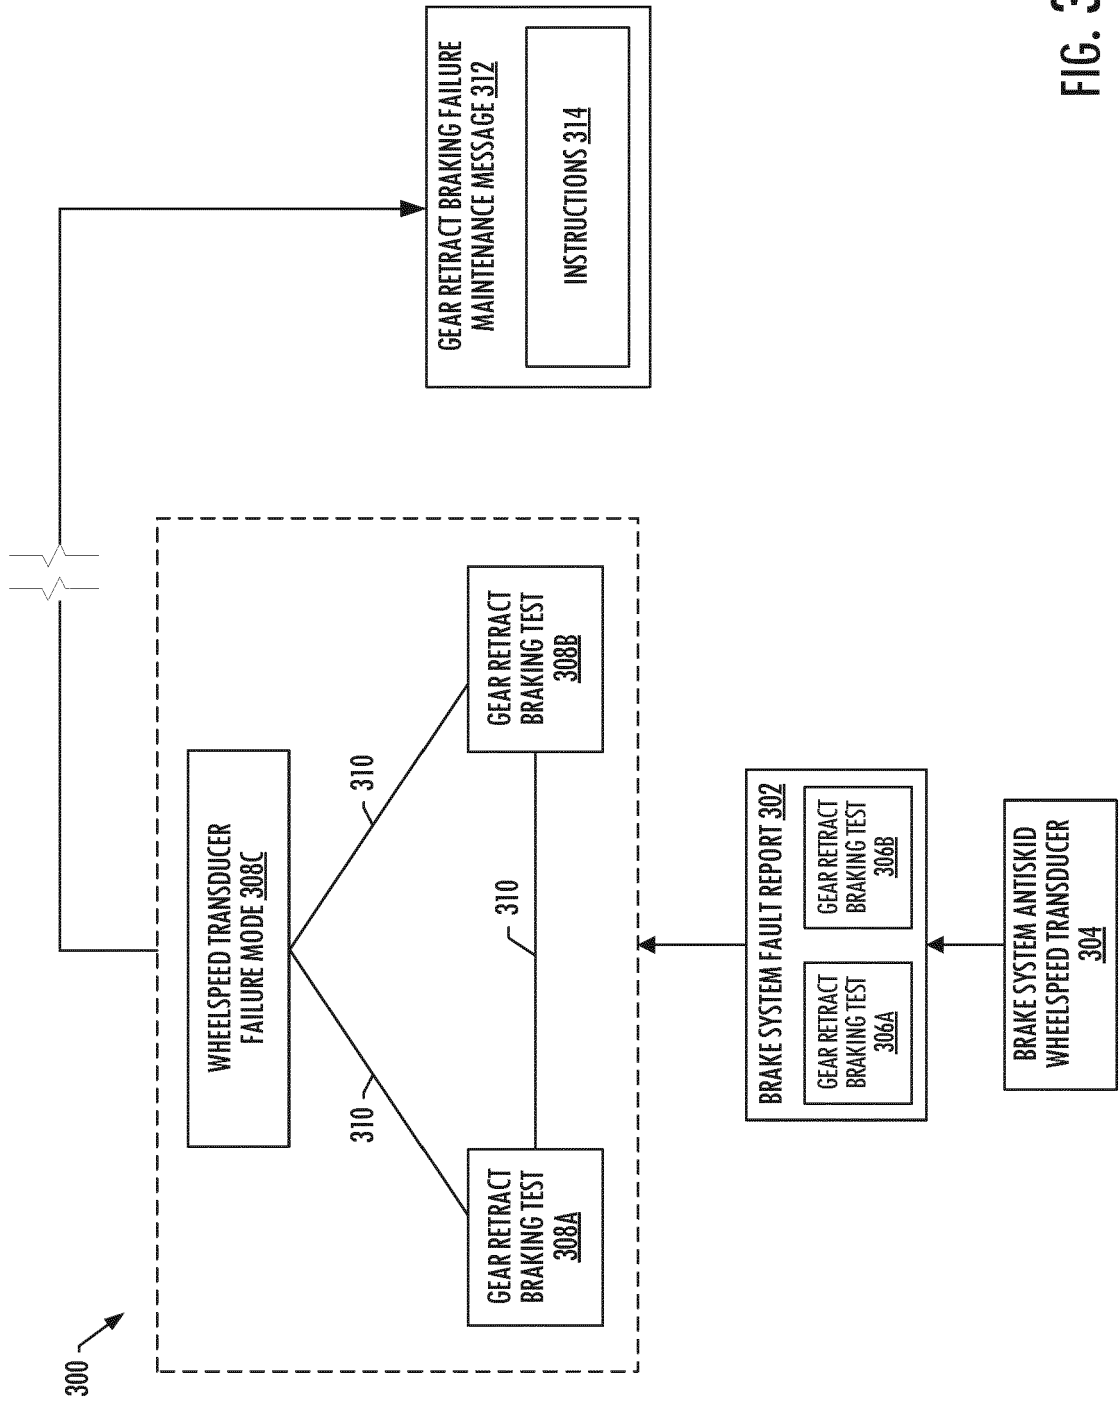 300
WHEELSPEED TRANSDUCER
FAILURE MODE 308C
310
310
GEAR RETRACT
BRAKING TEST
308A
310
GEAR RETRACT
BRAKING TEST
308B
BRAKE SYSTEM FAULT REPORT 302
GEAR RETRACT
BRAKING TEST
306A
GEAR RETRACT
BRAKING TEST
306B
BRAKE SYSTEM ANTISKID
WHEELSPEED TRANSDUCER
304
GEAR RETRACT BRAKING FAILURE
MAINTENANCE MESSAGE 312
INSTRUCTIONS 314
FIG. 3